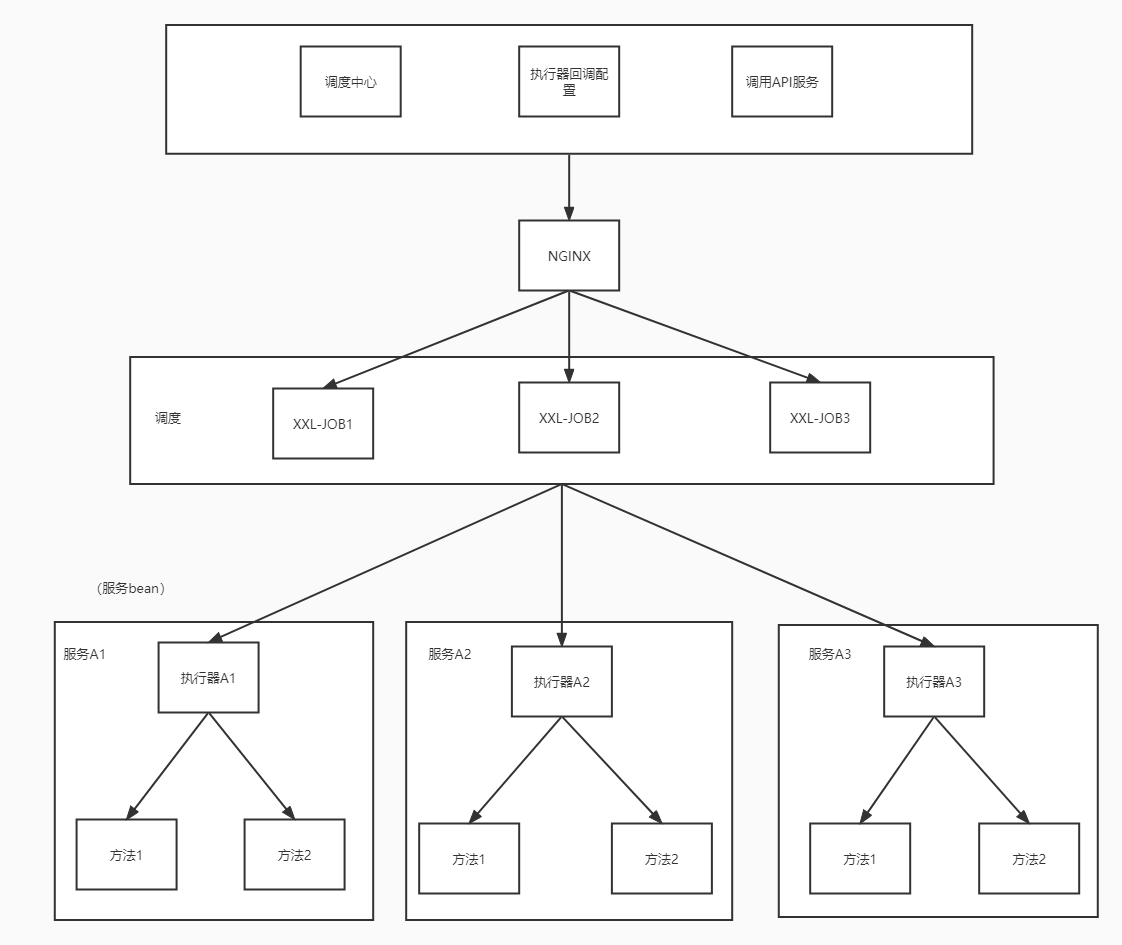 调度中心
执行器回调配
置
调用API服务
NGINX
调度
XXL-JOB1
XXL-JOB2
XXL-JOB3
（服务bean）
服务A1
执行器A1
方法1
方法2
服务A2
执行器A2
方法1
方法2
服务A3
执行器A3
方法1
方法2